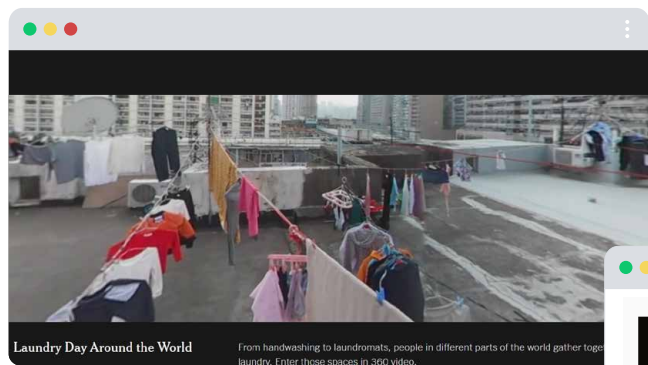 Laundry Day Around the World
From handwashing to laundromats, people in different parts of the world gather
laundry. Enter those spaces in 360 video.